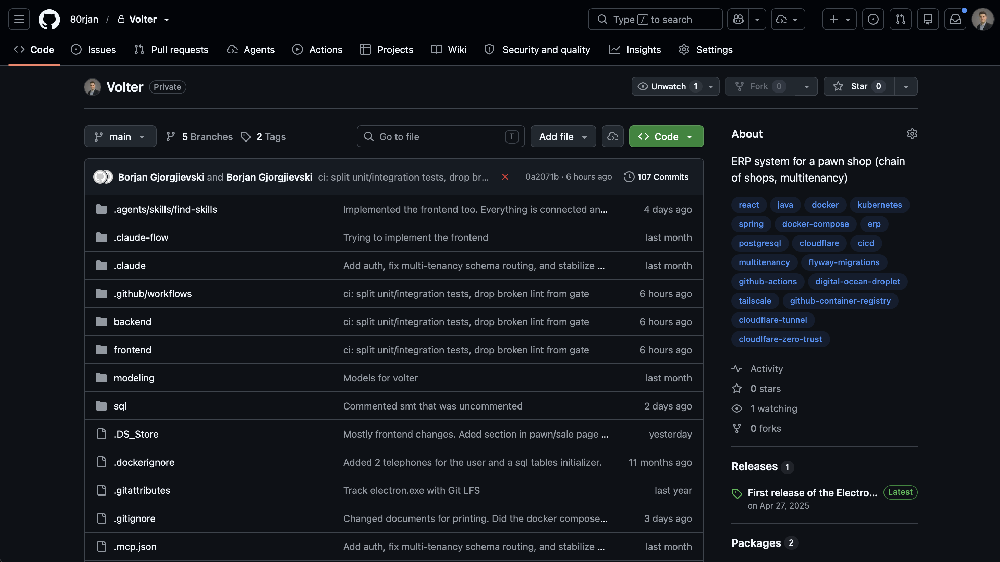 80rjan / Volter
Type / to search
Code Issues Pull requests Agents Actions Projects Wiki Security and quality Insights Settings
Volter Private
Unwatch 1 Fork 0 Star 0
main 5 Branches 2 Tags Go to file T Add file Code
Borjan Gjorgjievski and Borjan Gjorgjievski ci: split unit/integration tests, drop br... 0a2071b · 6 hours ago 107 Commits
.agents/skills/find-skills Implemented the frontend too. Everything is connected an... 4 days ago
.claude-flow Trying to implement the frontend last month
.claude Add auth, fix multi-tenancy schema routing, and stabilize ... last month
.github/workflows ci: split unit/integration tests, drop broken lint from gate 6 hours ago
backend ci: split unit/integration tests, drop broken lint from gate 6 hours ago
frontend ci: split unit/integration tests, drop broken lint from gate 6 hours ago
modeling Models for volter last month
sql Commented smt that was uncommented 2 days ago
.DS_Store Mostly frontend changes. Aded section in pawn/sale page ... yesterday
.dockerignore Added 2 telephones for the user and a sql tables initializer. 11 months ago
.gitattributes Track electron.exe with Git LFS last year
.gitignore Changed documents for printing. Did the docker compose... 3 days ago
.mcp.json Add auth, fix multi-tenancy schema routing, and stabilize ... last month
About
ERP system for a pawn shop (chain
of shops, multitenancy)
react java docker kubernetes
spring docker-compose erp
postgresql cloudflare cicd
multitenancy flyway-migrations
github-actions digital-ocean-droplet
tailscale github-container-registry
cloudflare-tunnel
cloudlfare-zero-trust
Activity
0 stars
1 watching
0 forks
Releases 1
First release of the Electro... Latest
on Apr 27, 2025
Packages 2